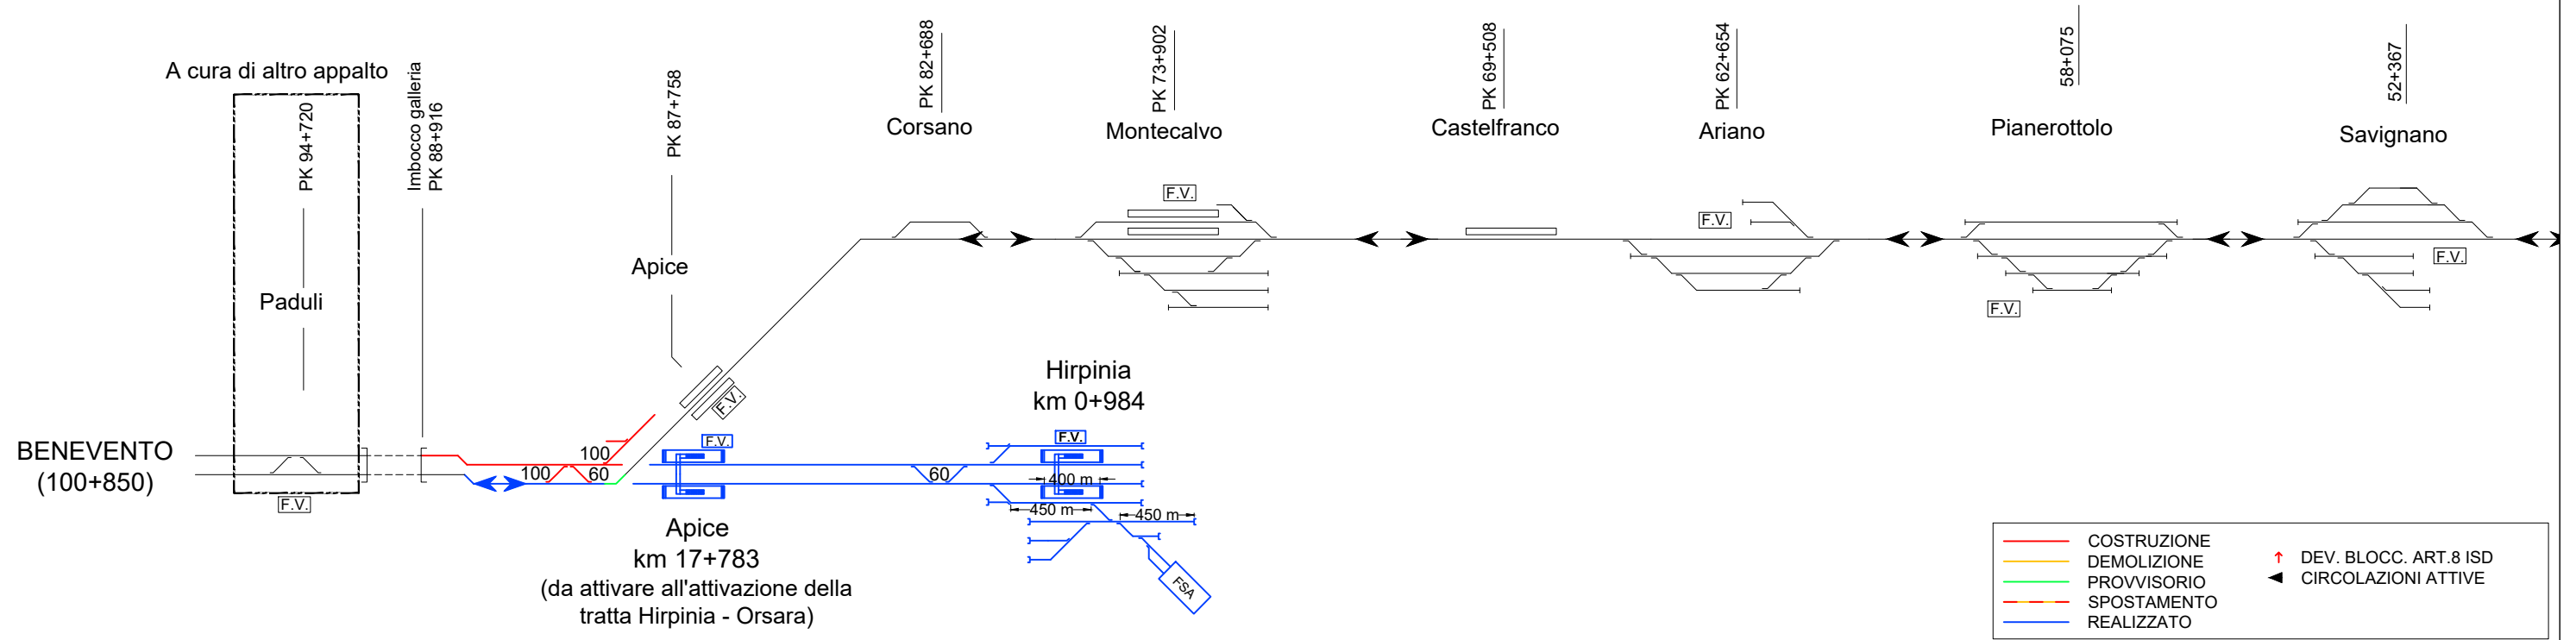 A cura di altro appalto
PK 94+720
Paduli
Imbocco galleria
PK 88+916
PK 87+758
Apice
PK 82+688
Corsano
PK 73+902
Montecalvo
F.V.
PK 69+508
Castelfranco
PK 62+654
Ariano
F.V.
58+075
Pianerottolo
F.V.
52+367
Savignano
F.V.
BENEVENTO
(100+850)
F.V.
100
100
60
F.V.
F.V.
Apice
km 17+783
(da attivare all'attivazione della
tratta Hirpinia - Orsara)
60
Hirpinia
km 0+984
F.V.
400 m
450 m
450 m
FSA
COSTRUZIONE
DEMOLIZIONE
PROVVISORIO
SPOSTAMENTO
REALIZZATO
DEV. BLOCC. ART.8 ISD
CIRCOLAZIONI ATTIVE